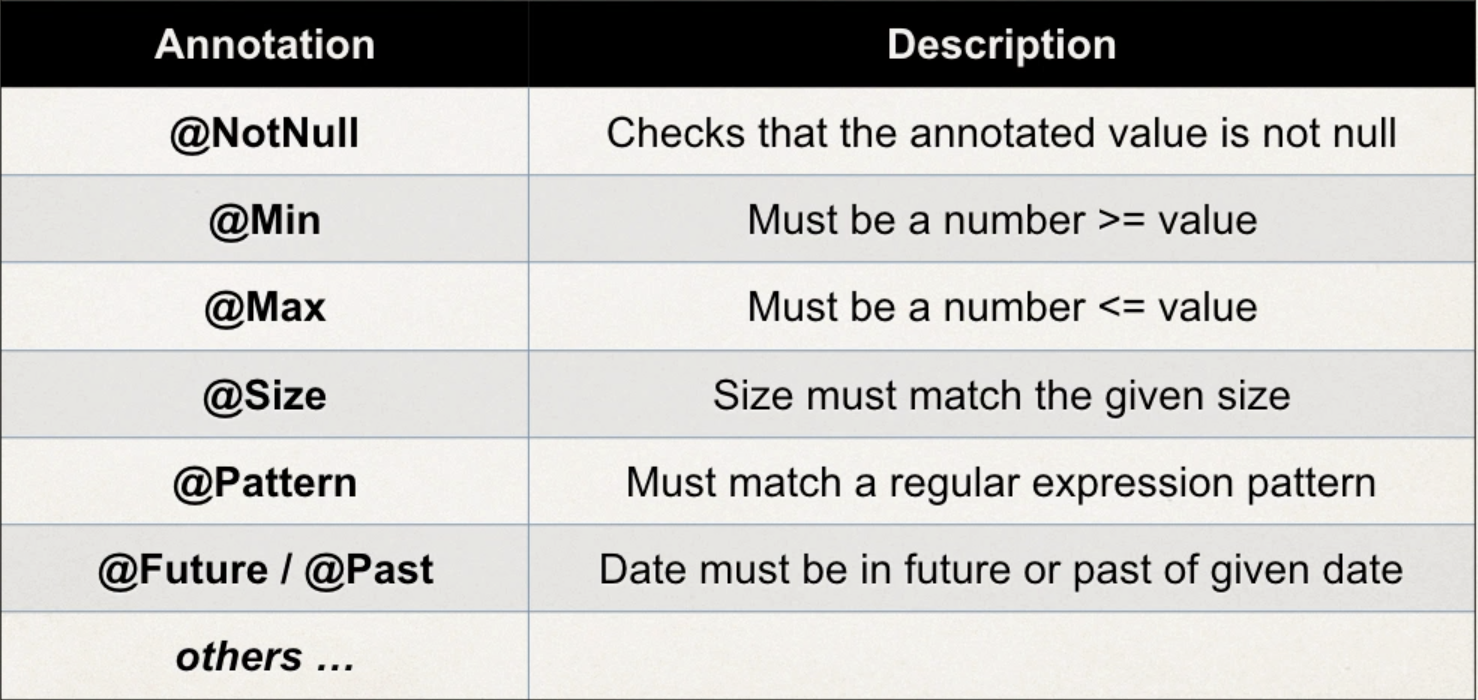 Annotation Description
@NotNull Checks that the annotated value is not null
@Min Must be a number >= value
@Max Must be a number <= value
@Size Size must match the given size
@Pattern Must match a regular expression pattern
@Future / @Past Date must be in future or past of given date
others ...